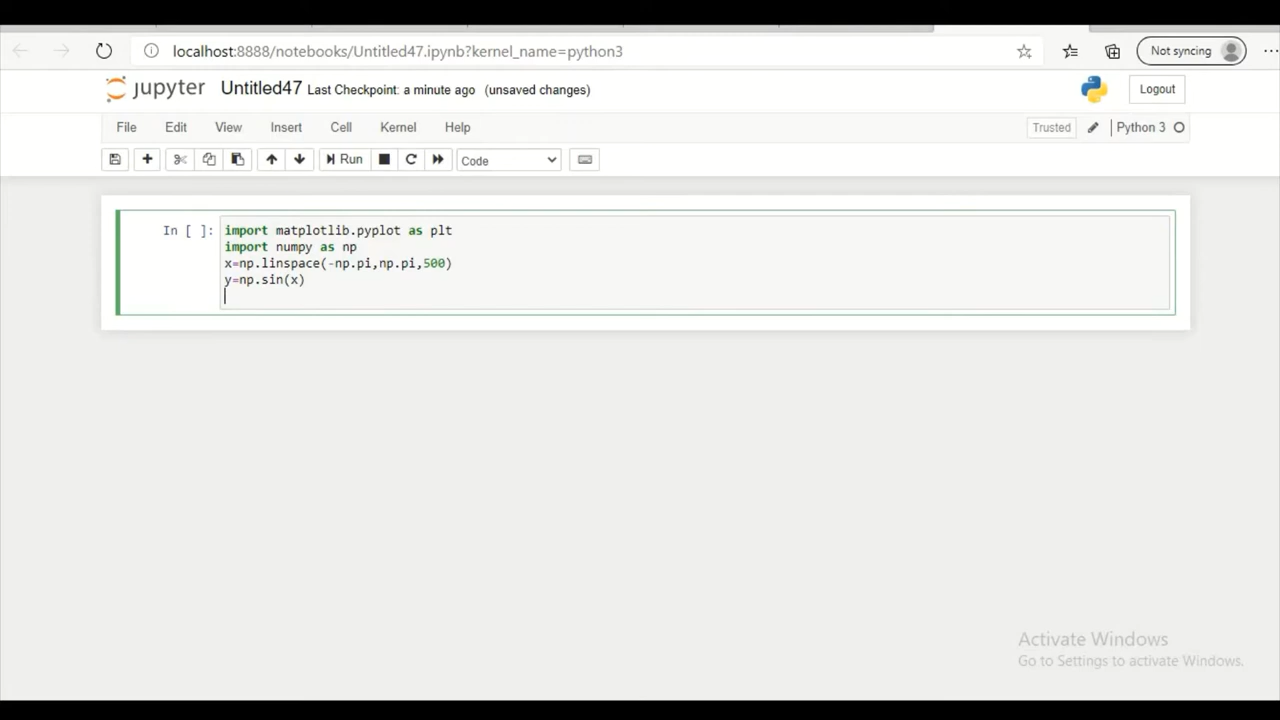 localhost:8888/notebooks/Untitled47.ipynb?kernel_name=python3
Not syncing
jupyter Untitled47 Last Checkpoint: a minute ago (unsaved changes)
Logout
File Edit View Insert Cell Kernel Help
Trusted
Python 3
Run
Code
In [ ]:
import matplotlib.pyplot as plt
import numpy as np
x=np.linspace(-np.pi,np.pi,500)
y=np.sin(x)
Activate Windows
Go to Settings to activate Windows.